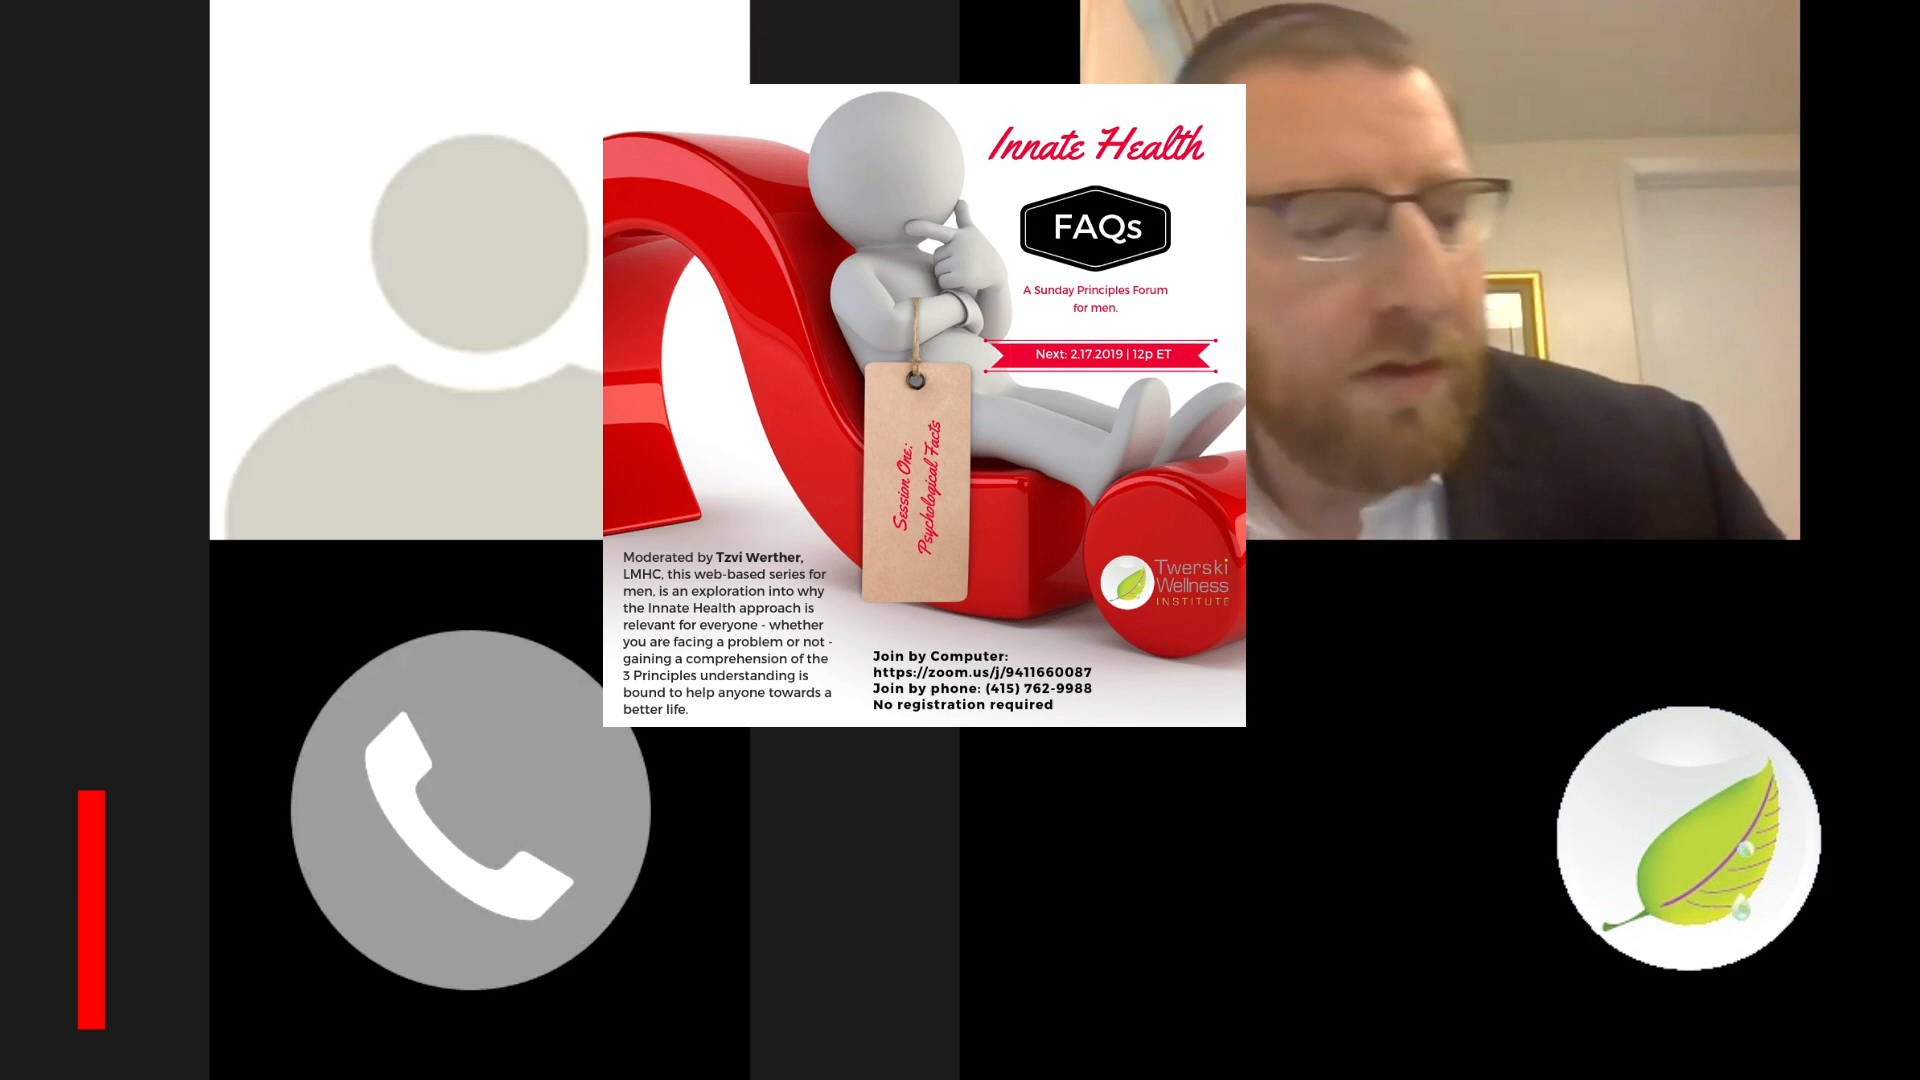 Innate Health
FAQs
A Sunday Principles Forum
for men.
Next: 2.17.2019 | 12p ET
Session One:
Psychological Facts
Moderated by Tzvi Werther,
LMHC, this web-based series for
men, is an exploration into why
the Innate Health approach is
relevant for everyone - whether
you are facing a problem or not -
gaining a comprehension of the
3 Principles understanding is
bound to help anyone towards a
better life.
Twerski
Wellness
INSTITUTE
Join by Computer:
https://zoom.us/j/9411660087
Join by phone: (415) 762-9988
No registration required